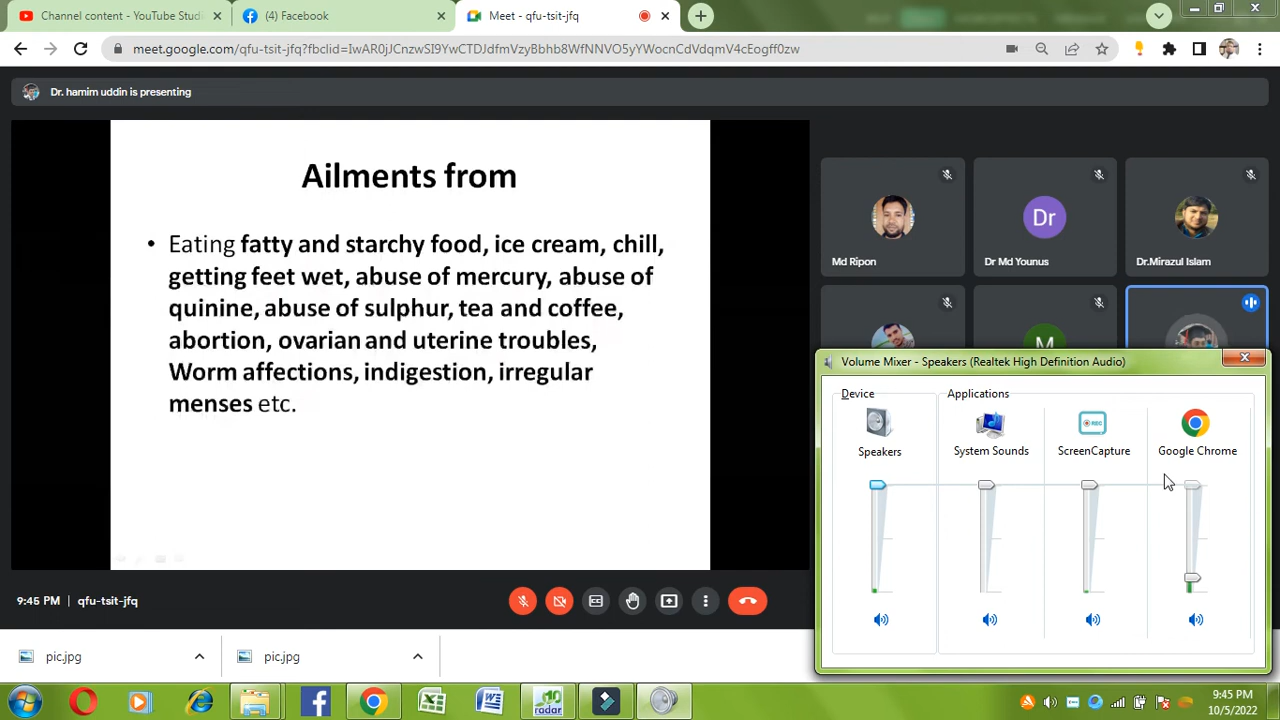 Channel content - YouTube Studi
(4) Facebook
Meet - qfu-tsit-jfq
meet.google.com/qfu-tsit-jfq?fbclid=IwAR0jJCnzwSI9YwCTDJdfmVzyBbhb8WfNNVO5yYWocnCdVdqmV4cEogff0zw
Dr. hamim uddin is presenting
Ailments from
• Eating fatty and starchy food, ice cream, chill,
getting feet wet, abuse of mercury, abuse of
quinine, abuse of sulphur, tea and coffee,
abortion, ovarian and uterine troubles,
Worm affections, indigestion, irregular
menses etc.
Md Ripon
Dr
Dr Md Younus
Dr.Mirazul Islam
M
Volume Mixer - Speakers (Realtek High Definition Audio)
Device
Applications
REC
Speakers
System Sounds
ScreenCapture
Google Chrome
9:45 PM | qfu-tsit-jfq
pic.jpg
pic.jpg
10
radar
9:45 PM
10/5/2022